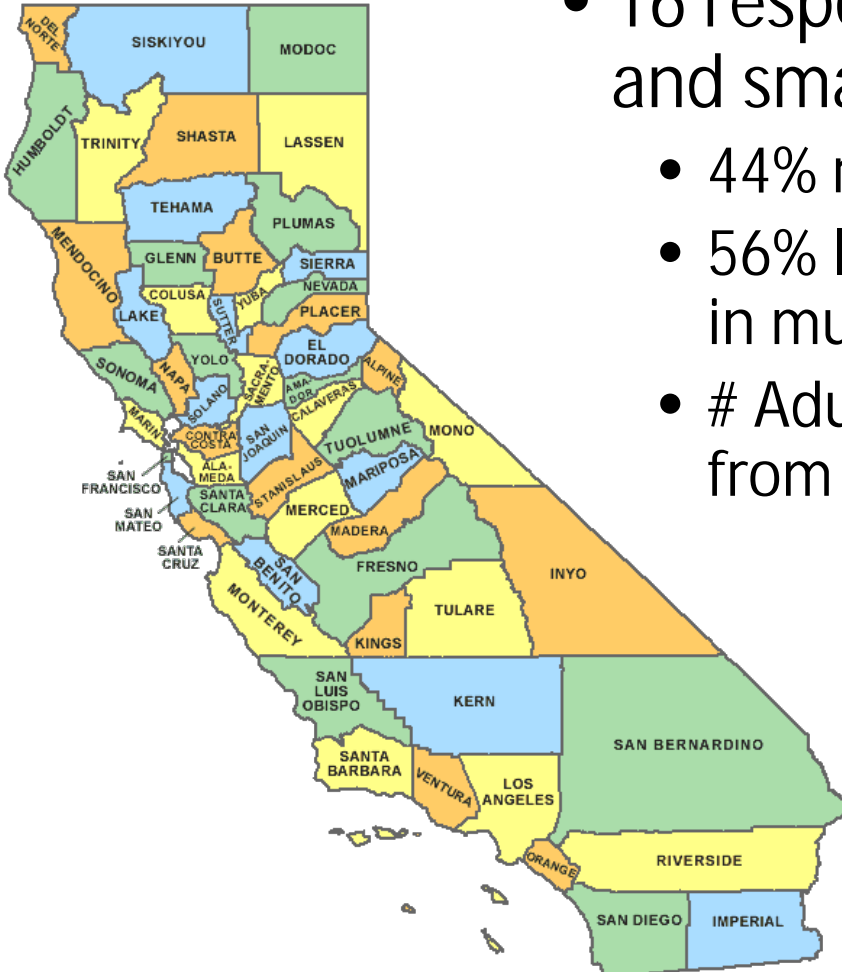 DEL
NORTE
SISKIYOU
MODOC
HUMBOLDT
TRINITY
SHASTA
LASSEN
TEHAMA
PLUMAS
MENDOCINO
GLENN
BUTTE
SIERRA
NEVADA
COLUSA
YUBA
LAKE
SUTTER
PLACER
YOLO
EL
DORADO
SONOMA
NAPA
SACRA-
MENTO
ALPINE
SOLANO
AMA-
DOR
CALAVERAS
MARIN
CONTRA
COSTA
SAN
JOAQUIN
TUOLUMNE
MONO
SAN
FRANCISCO
ALA-
MEDA
STANISLAUS
MARIPOSA
SAN
MATEO
SANTA
CLARA
MERCED
MADERA
SANTA
CRUZ
SAN
BENITO
FRESNO
INYO
MONTEREY
TULARE
KINGS
SAN
LUIS
OBISPO
KERN
SAN BERNARDINO
SANTA
BARBARA
VENTURA
LOS
ANGELES
ORANGE
RIVERSIDE
SAN DIEGO
IMPERIAL
and
• 44%
• 56%
in
• #
from